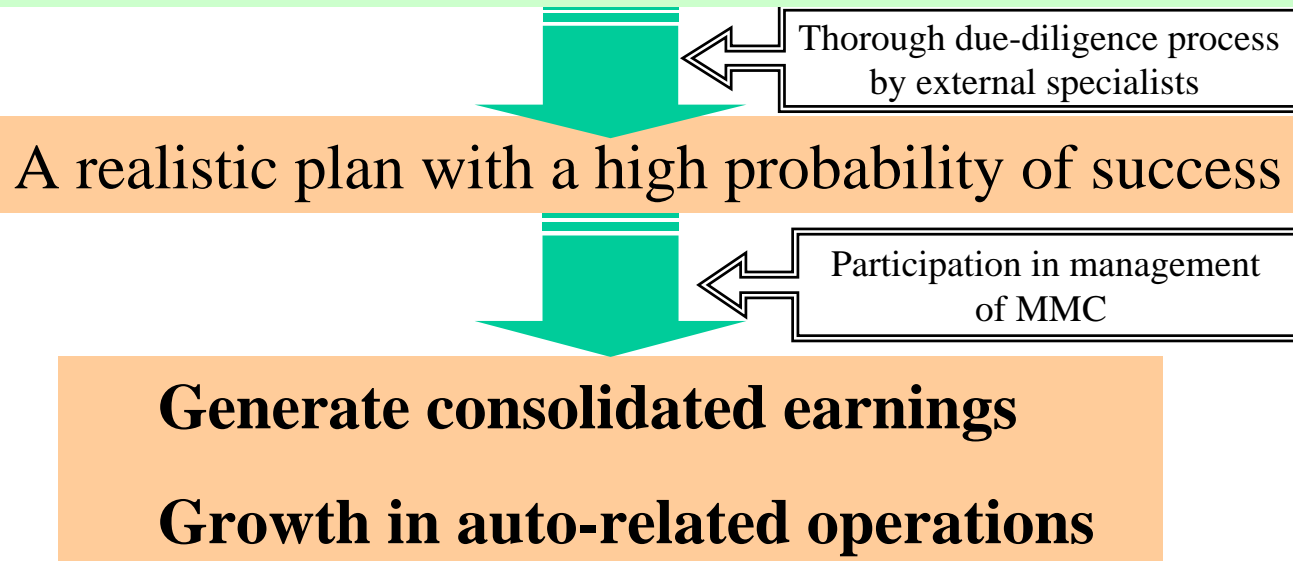 Thorough due-diligence process
by external specialists
A realistic plan with a high probability of success
Participation in management
of MMC
Generate consolidated earnings
Growth in auto-related operations